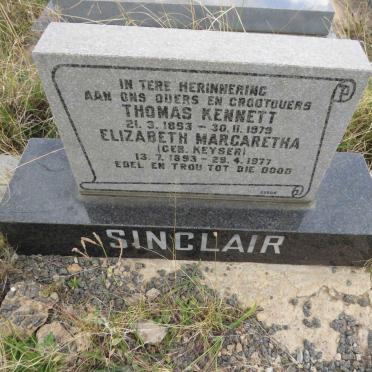 IN TERE HERINNERING
AAN ONS OUERS EN GROOTOUERS
THOMAS KENNETT
21. 3. 1893 — 30. 11. 1979
ELIZABETH MARGARETHA
(GEB. KEYSER)
13. 7. 1893 — 29. 4. 1977
EDEL EN TROU TOT DIE DOOD
SINCLAIR